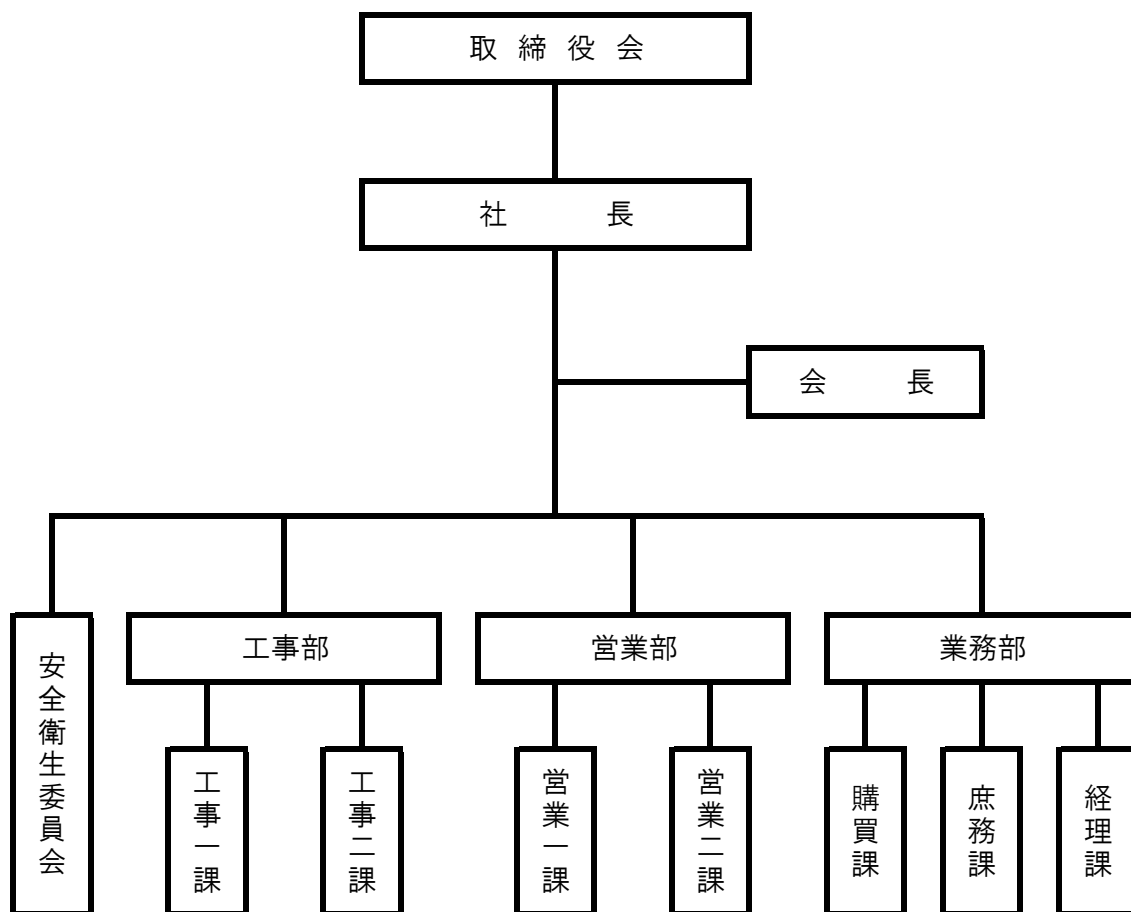 取締役会
社長
会長
安全衛生委員会
工事部
営業部
業務部
工事一課
工事二課
営業一課
営業二課
購買課
庶務課
経理課